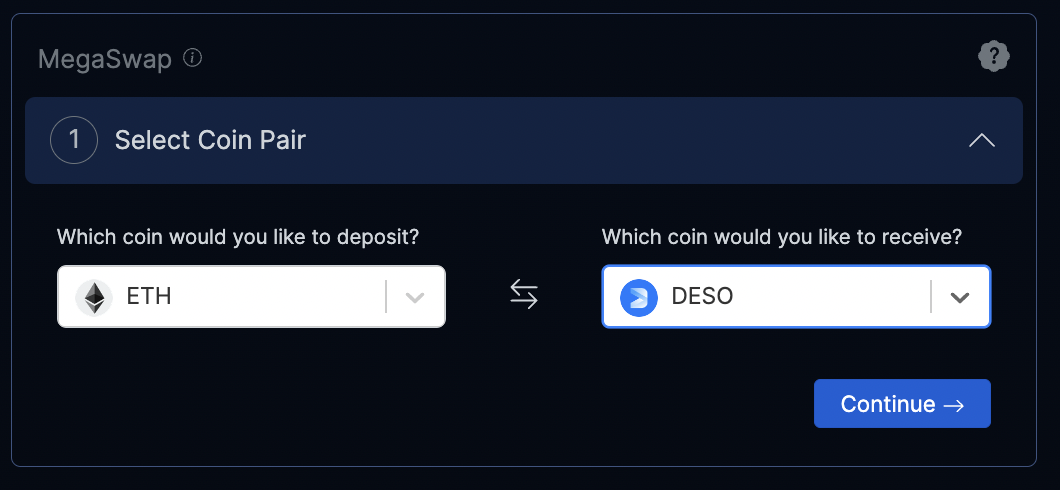 MegaSwap
1 Select Coin Pair
Which coin would you like to deposit?
ETH
Which coin would you like to receive?
DESO
Continue →